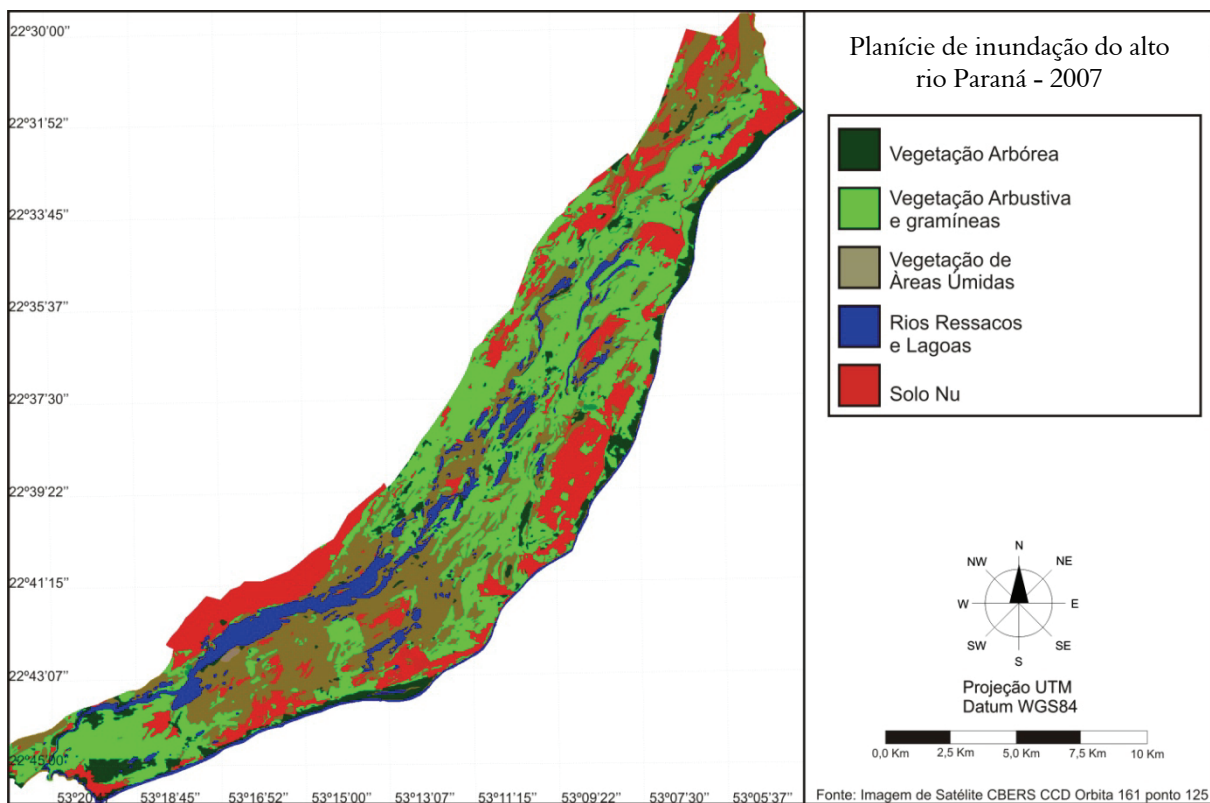 22º30'00''
22º31'52''
22º33'45''
22º35'37''
22º37'30''
22º39'22''
22º41'15''
22º43'07''
22º45'00''
53º18'45''
53º16'52''
53º15'00''
53º13'07''
53º11'15''
53º09'22''
53º07'30''
53º05'37''
Planície de inundação do alto
rio Paraná - 2007
Vegetação Arbórea
Vegetação Arbustiva
e gramíneas
Vegetação de
Àreas Úmidas
Rios Ressacos
e Lagoas
Solo Nu
N
NW
NE
W
E
SW
SE
S
Projeção UTM
Datum WGS84
0,0 Km
2,5 Km
5,0 Km
7,5 Km
10 Km
Fonte: Imagem de Satélite CBERS CCD Orbita 161 ponto 125